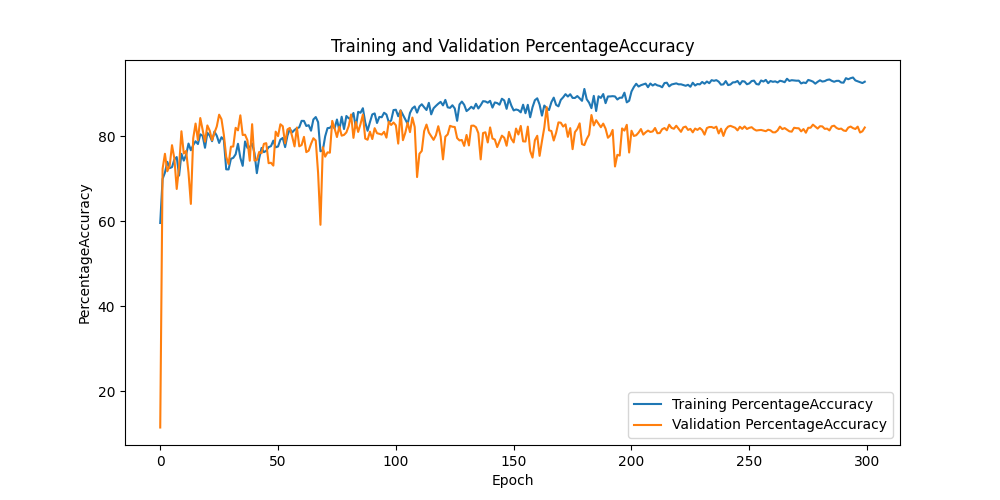 Training and Validation PercentageAccuracy
PercentageAccuracy
80
60
40
20
0
50
100
150
200
250
300
Epoch
Training PercentageAccuracy
Validation PercentageAccuracy